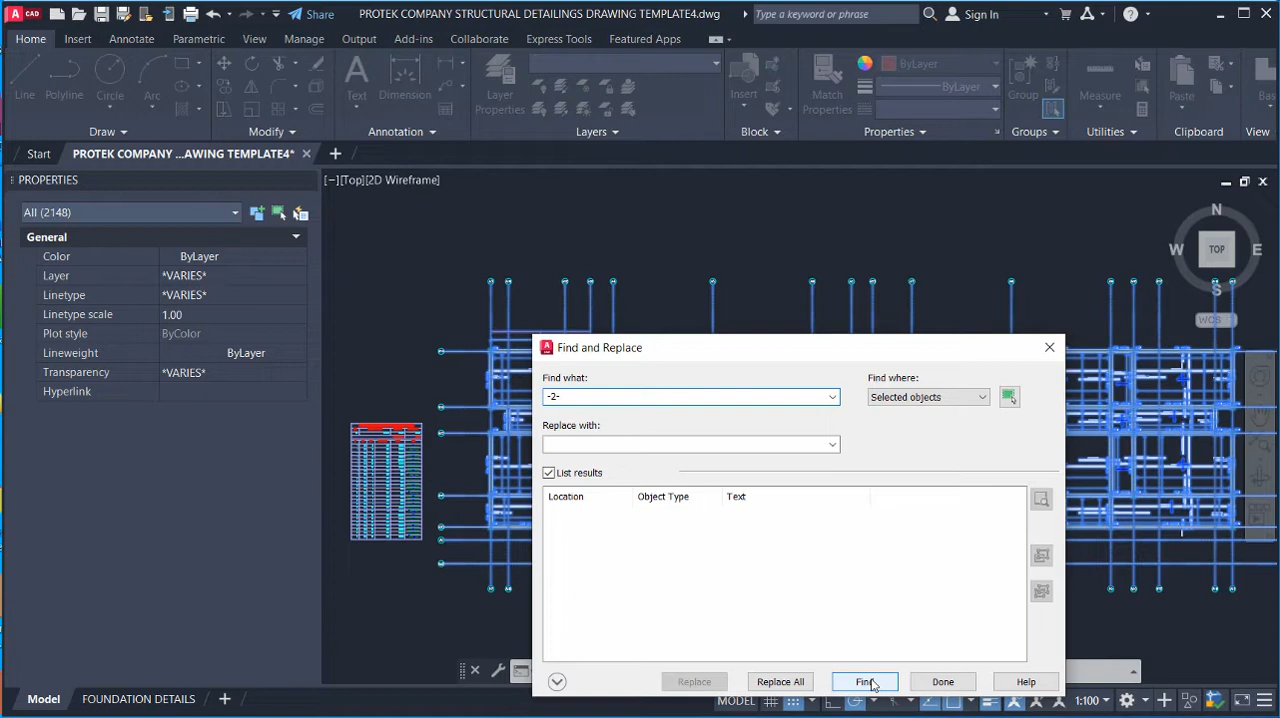 A CAD Share PROTEK COMPANY STRUCTURAL DETAILINGS DRAWING TEMPLATE4.dwg Type a keyword or phrase Sign In
Home Insert Annotate Parametric View Manage Output Add-ins Collaborate Express Tools Featured Apps
ByLayer
Line Polyline Circle Arc Text Dimension Layer Properties Insert Match Properties ByLayer Group Measure Paste Bas
Draw Modify Annotation Layers Block Properties Groups Utilities Clipboard View
Start PROTEK COMPANY ...AWING TEMPLATE4* +
PROPERTIES
[−][Top][2D Wireframe]
All (2148)
General
Color ByLayer
Layer *VARIES*
Linetype *VARIES*
Linetype scale 1.00
Plot style ByColor
Lineweight ByLayer
Transparency *VARIES*
Hyperlink
N
W TOP E
S
WCS
Find and Replace
Find what: Find where:
-2- Selected objects
Replace with:
List results
Location Object Type Text
Replace Replace All Find Done Help
Model FOUNDATION DETAILS + MODEL 1:100